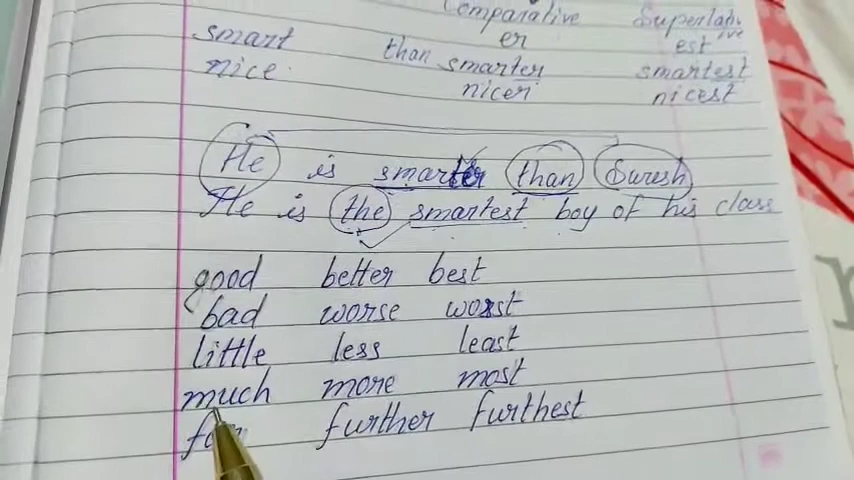 Comparative Superlative
er est
smart than smarter smartest
nice nicer nicest
He is smarter than Suresh
He is the smartest boy of his class
good better best
bad worse worst
little less least
much more most
far further furthest